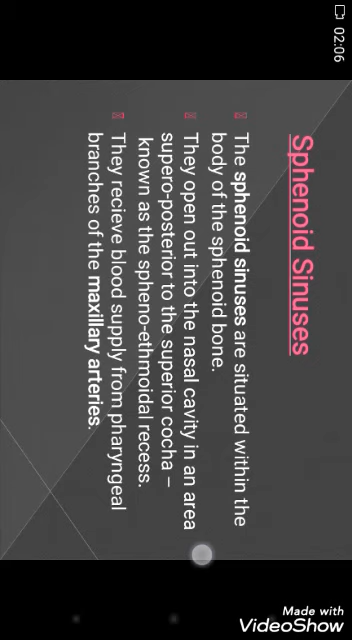 02:06
Sphenoid Sinuses
The sphenoid sinuses are situated within the
body of the sphenoid bone.
They open out into the nasal cavity in an area
supero-posterior to the superior cocha –
known as the spheno-ethmoidal recess.
They recieve blood supply from pharyngeal
branches of the maxillary arteries.
Made with
VideoShow